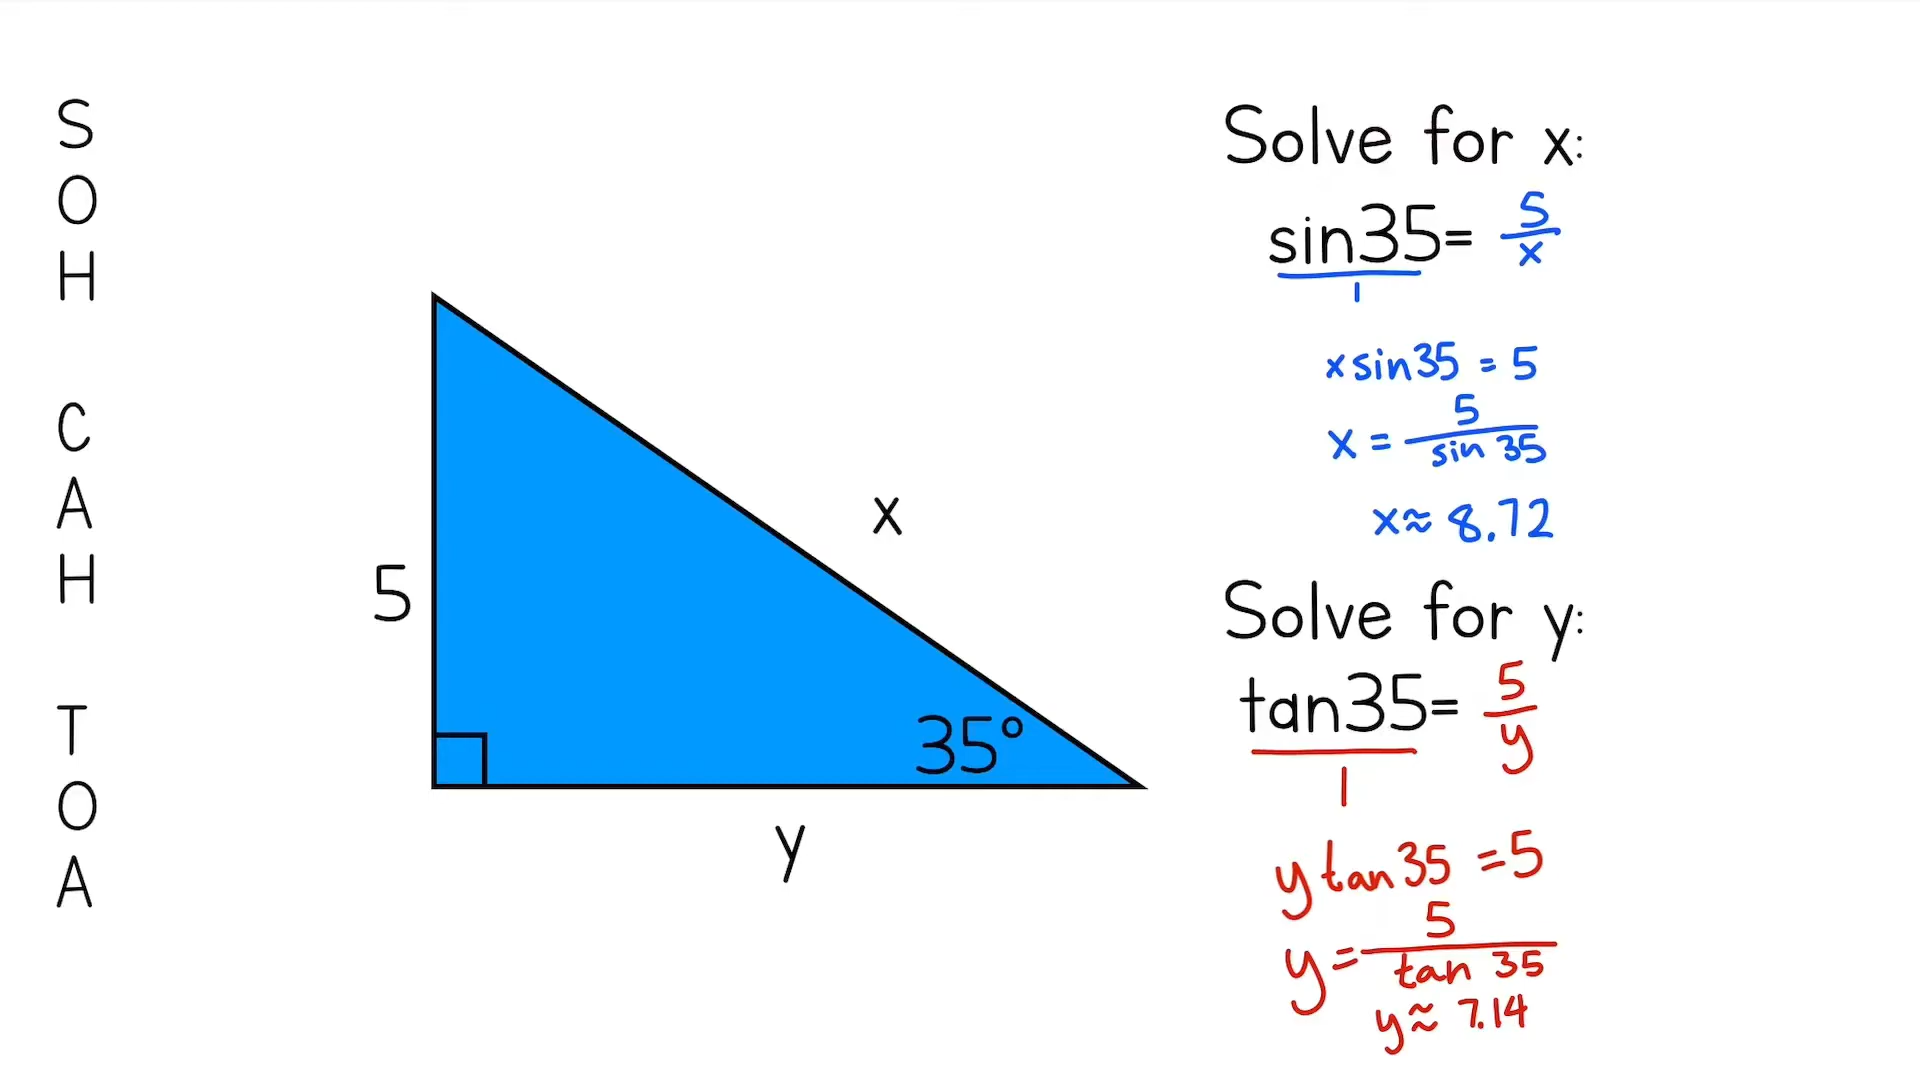 S
O
H
C
A
H
T
O
A
5
x
35°
y
Solve for x:
sin35= 5/x
1
x sin35 = 5
x = 5/sin 35
x ≈ 8.72
Solve for y:
tan35= 5/y
1
y tan 35 = 5
y = 5/tan 35
y ≈ 7.14